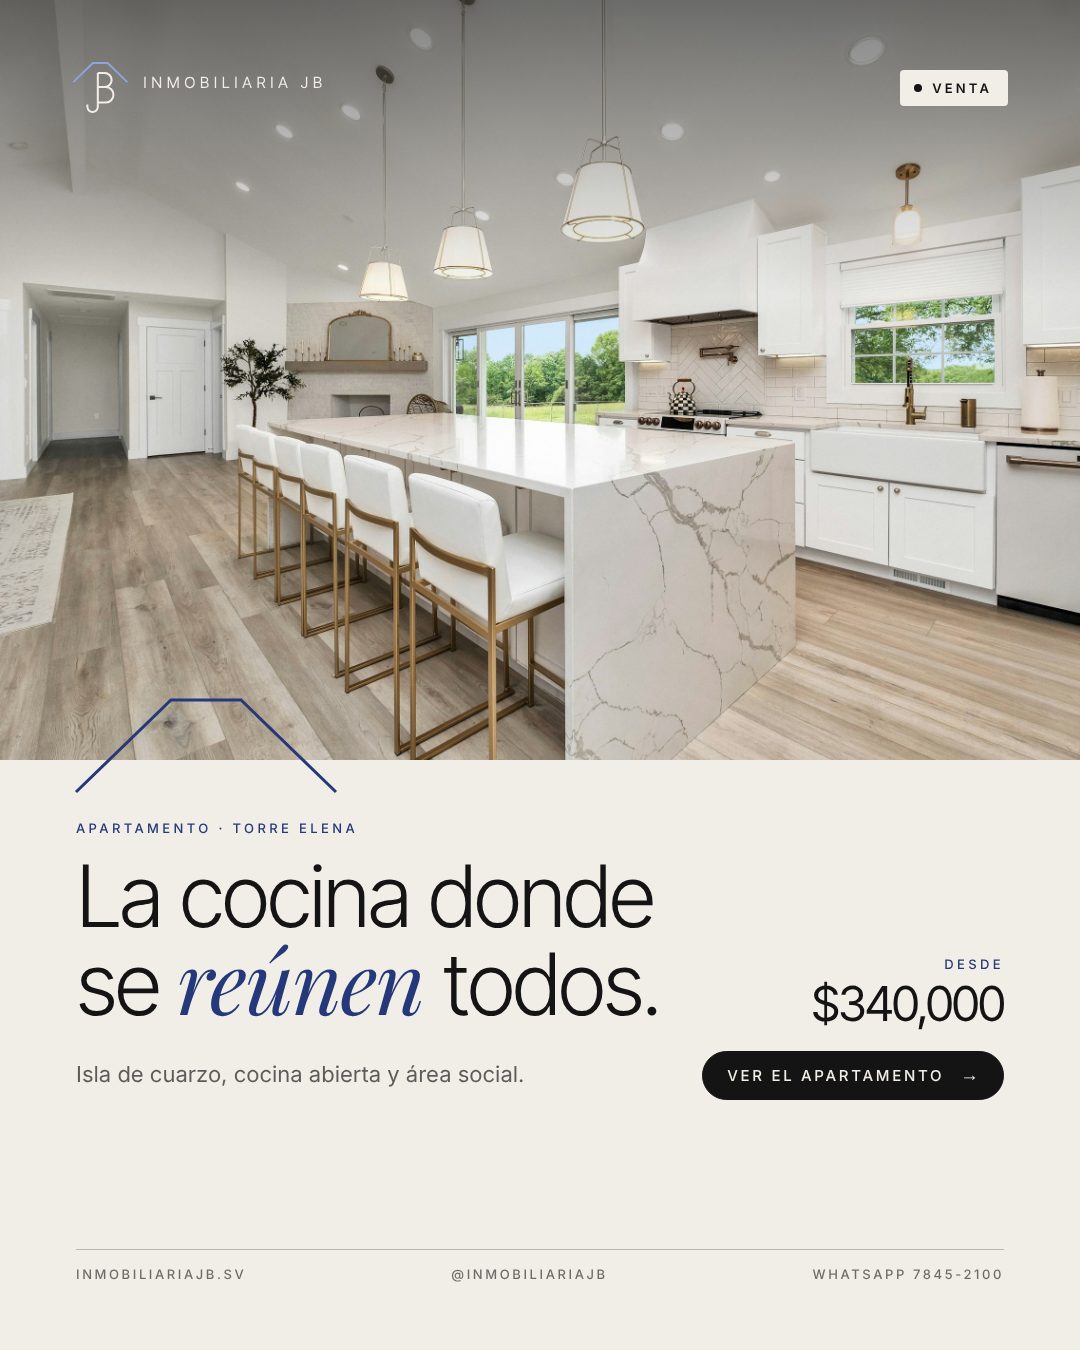 JB INMOBILIARIA JB
VENTA
APARTAMENTO · TORRE ELENA
La cocina donde
se reúnen todos.
DESDE
$340,000
Isla de cuarzo, cocina abierta y área social.
VER EL APARTAMENTO →
INMOBILIARIAJB.SV
@INMOBILIARIAJB
WHATSAPP 7845-2100